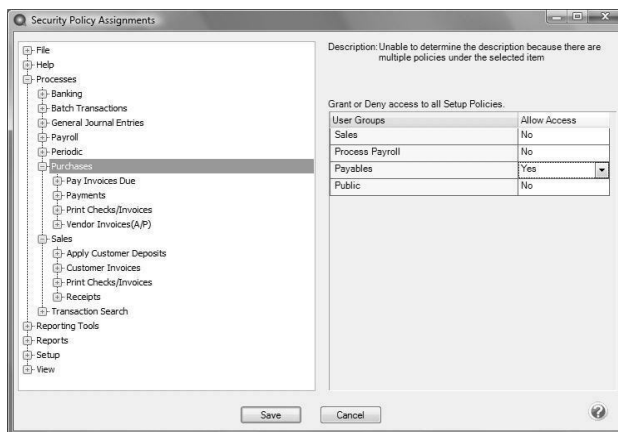 Security Policy Assignments
File
Help
Processes
Banking
Batch Transactions
General Journal Entries
Payroll
Periodic
Purchases
Pay Invoices Due
Payments
Print Checks/Invoices
Vendor Invoices(A/P)
Sales
Apply Customer Deposits
Customer Invoices
Print Checks/Invoices
Receipts
Transaction Search
Reporting Tools
Reports
Setup
View
Description: Unable to determine the description because there are
multiple policies under the selected item
Grant or Deny access to all Setup Policies.
User Groups Allow Access
Sales No
Process Payroll No
Payables Yes
Public No
Save Cancel ?